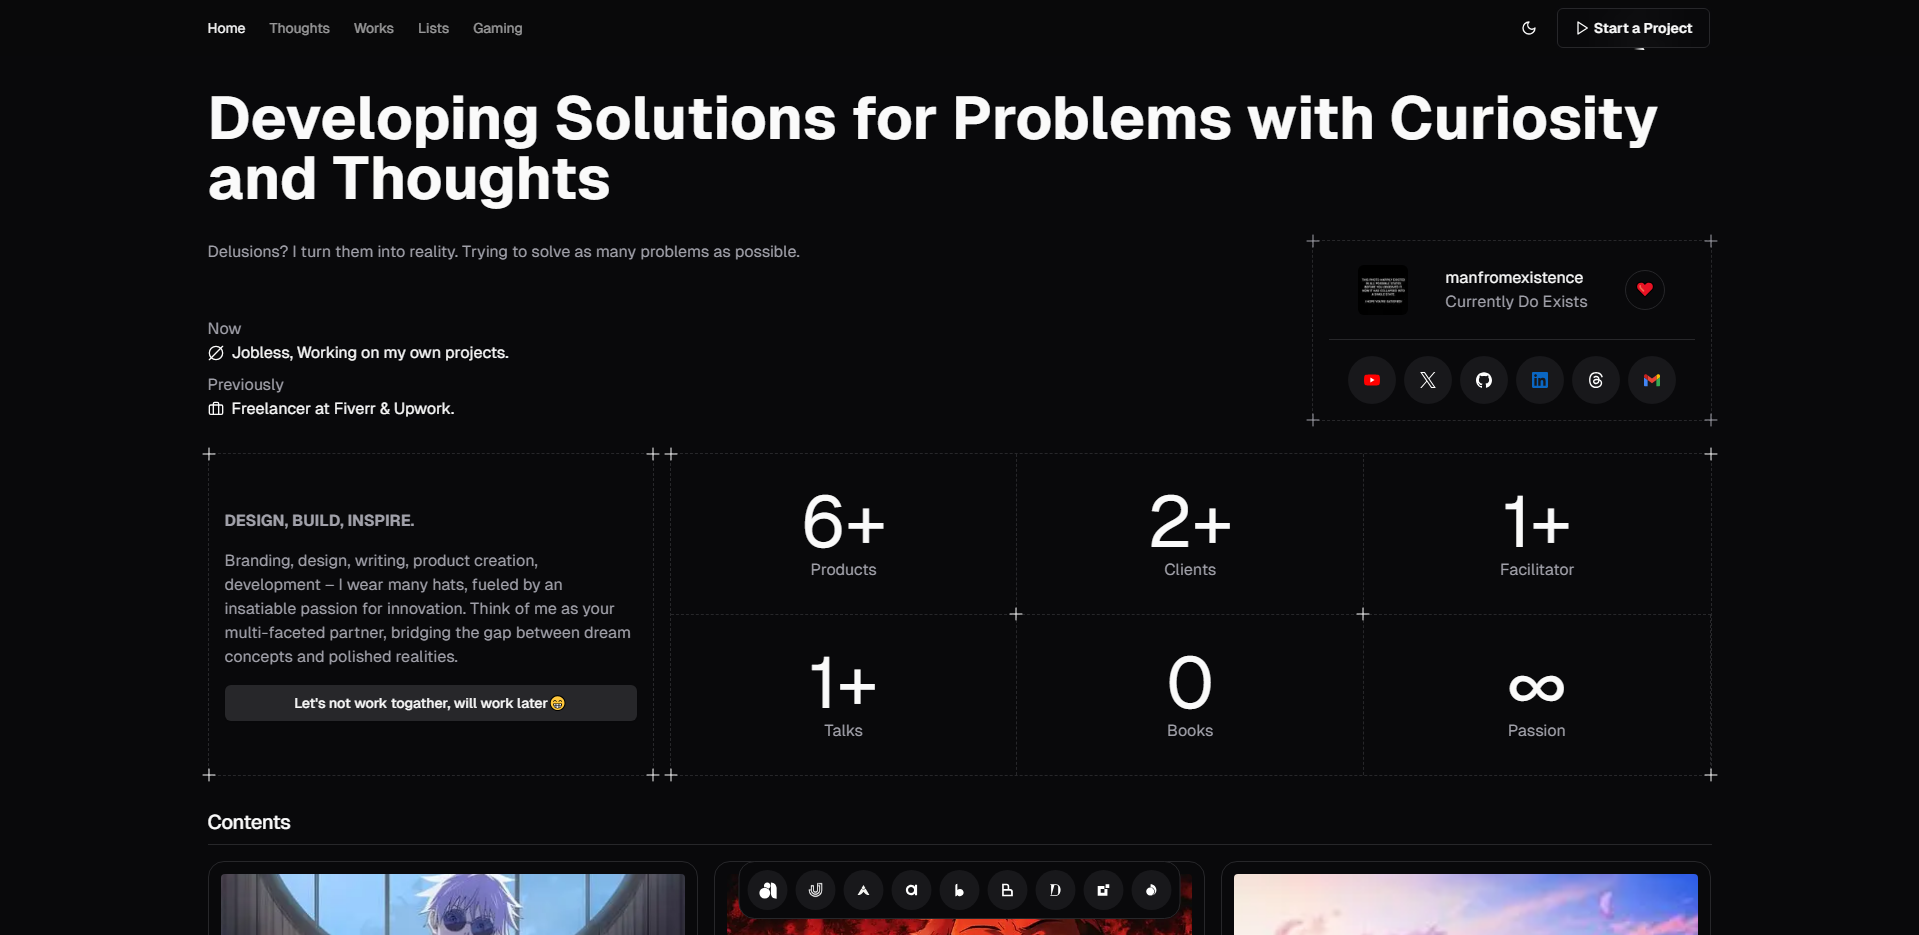 Home Thoughts Works Lists Gaming
Start a Project
Developing Solutions for Problems with Curiosity
and Thoughts
Delusions? I turn them into reality. Trying to solve as many problems as possible.
manfromexistence
Currently Do Exists
Now
Jobless, Working on my own projects.
Previously
Freelancer at Fiverr & Upwork.
DESIGN, BUILD, INSPIRE.
Branding, design, writing, product creation,
development – I wear many hats, fueled by an
insatiable passion for innovation. Think of me as your
multi-faceted partner, bridging the gap between dream
concepts and polished realities.
Let's not work togather, will work later😁
6+
Products
2+
Clients
1+
Facilitator
1+
Talks
0
Books
∞
Passion
Contents